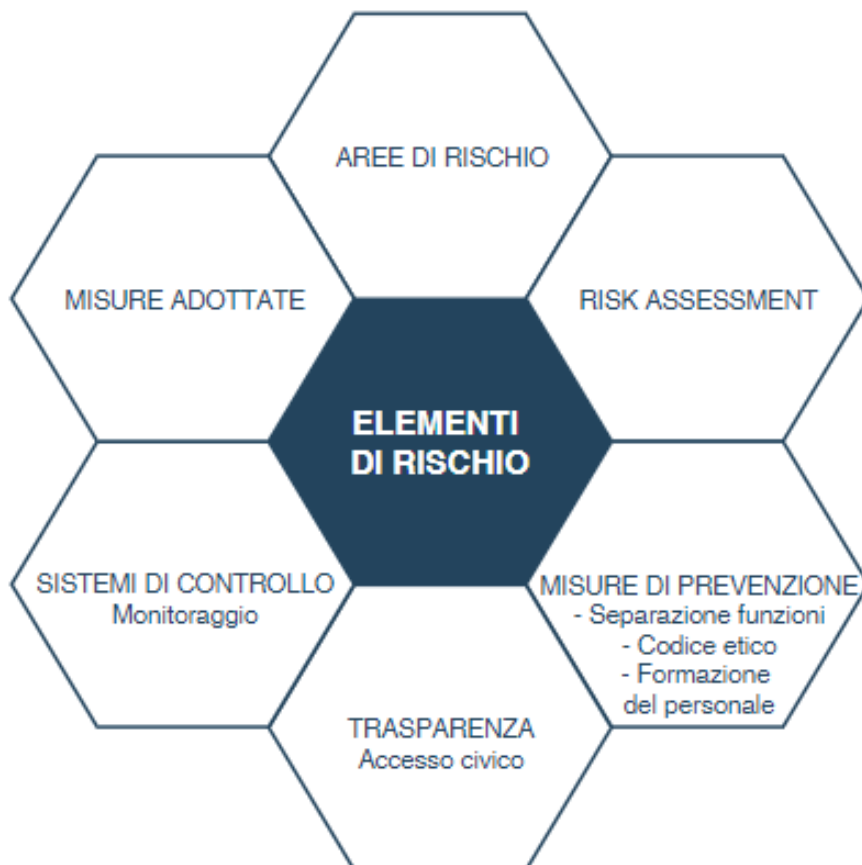 AREE DI RISCHIO
MISURE ADOTTATE
RISK ASSESSMENT
ELEMENTI
DI RISCHIO
SISTEMI DI CONTROLLO
Monitoraggio
MISURE DI PREVENZIONE
- Separazione funzioni
- Codice etico
- Formazione
del personale
TRASPARENZA
Accesso civico